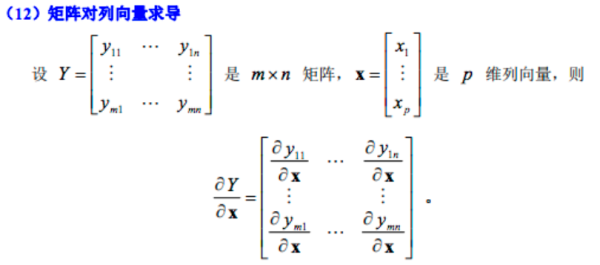 (12)矩阵对列向量求导
设 $Y=\begin{bmatrix} y_{11} & \cdots & y_{1n} \\ \vdots & & \vdots \\ y_{m1} & \cdots & y_{mn} \end{bmatrix}$ 是 $m\times n$ 矩阵, $\mathbf{x}=\begin{bmatrix} x_1 \\ \vdots \\ x_p \end{bmatrix}$ 是 $p$ 维列向量,则
$\frac{\partial Y}{\partial \mathbf{x}}=\begin{bmatrix} \frac{\partial y_{11}}{\partial \mathbf{x}} & \cdots & \frac{\partial y_{1n}}{\partial \mathbf{x}} \\ \vdots & & \vdots \\ \frac{\partial y_{m1}}{\partial \mathbf{x}} & \cdots & \frac{\partial y_{mn}}{\partial \mathbf{x}} \end{bmatrix}$ 。